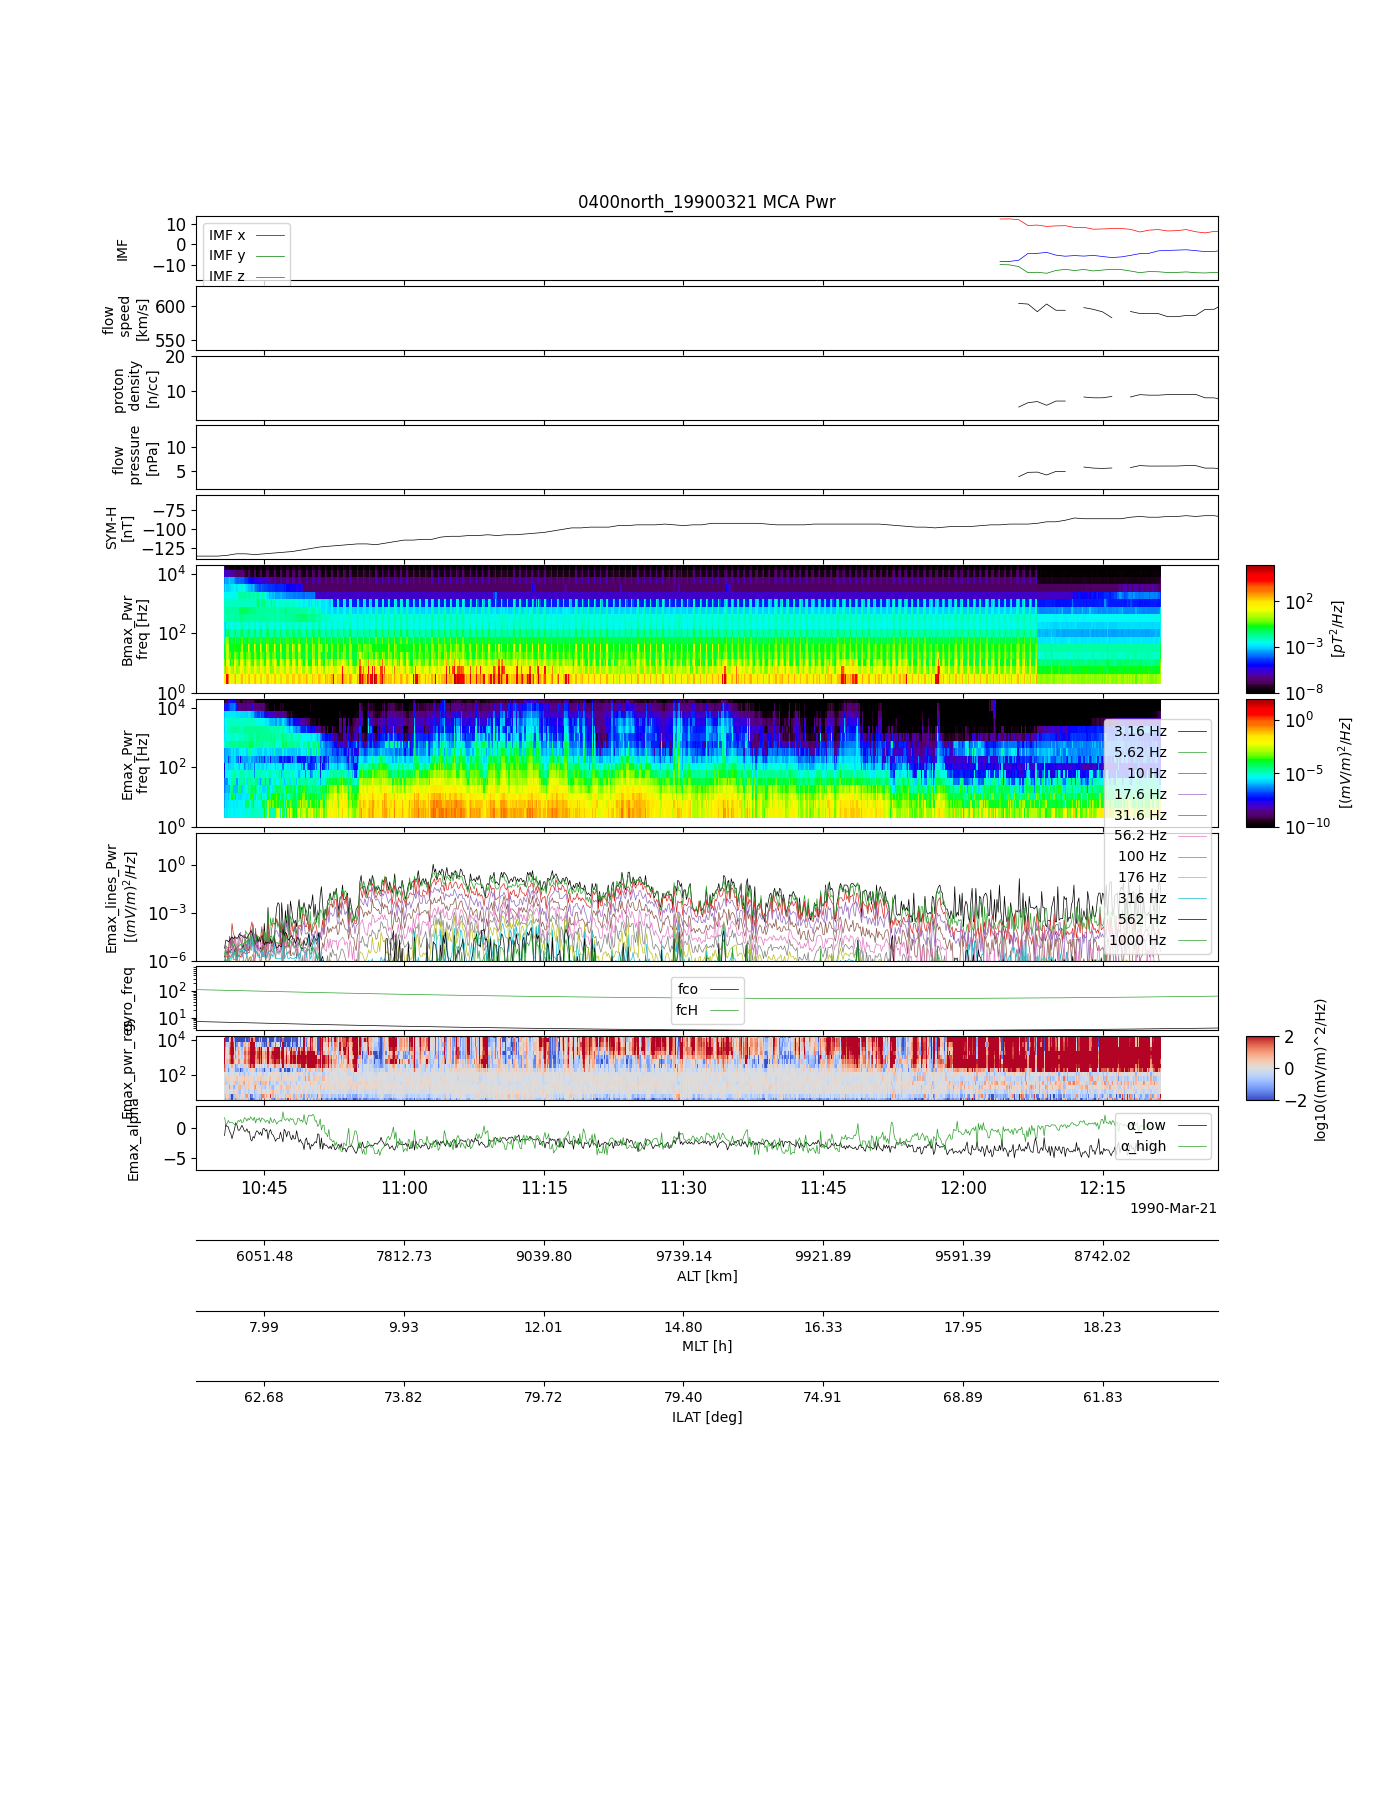 0400north_19900321 MCA Pwr
IMF
10
0
−10
IMF x
IMF y
IMF z
flow
speed
[km/s]
600
550
proton
density
[n/cc]
20
10
flow
pressure
[nPa]
10
5
SYM-H
[nT]
−75
−100
−125
Bmax_Pwr
freq [Hz]
10^4
10^2
10^0
10^2
10^−3
10^−8
[pT^2/Hz]
Emax_Pwr
freq [Hz]
10^4
10^2
10^0
10^0
10^−5
10^−10
[(mV/m)^2/Hz]
3.16 Hz
5.62 Hz
10 Hz
17.6 Hz
31.6 Hz
56.2 Hz
100 Hz
176 Hz
316 Hz
562 Hz
1000 Hz
Emax_lines_Pwr
[(mV/m)^2/Hz]
10^0
10^−3
10^−6
gyro_freq
10^2
10^1
fco
fcH
Emax_pwr_reg
10^4
10^2
2
0
−2
log10((mV/m)^2/Hz)
Emax_alpha
0
−5
α_low
α_high
10:45 11:00 11:15 11:30 11:45 12:00 12:15
1990-Mar-21
6051.48 7812.73 9039.80 9739.14 9921.89 9591.39 8742.02
ALT [km]
7.99 9.93 12.01 14.80 16.33 17.95 18.23
MLT [h]
62.68 73.82 79.72 79.40 74.91 68.89 61.83
ILAT [deg]